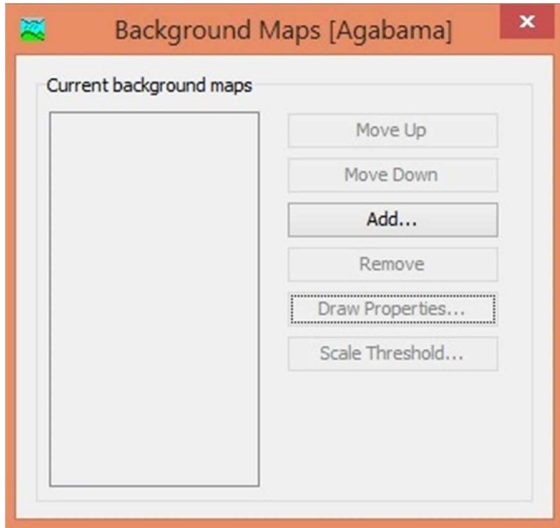 Background Maps [Agabama]
x
Current background maps
Move Up
Move Down
Add...
Remove
Draw Properties...
Scale Threshold...